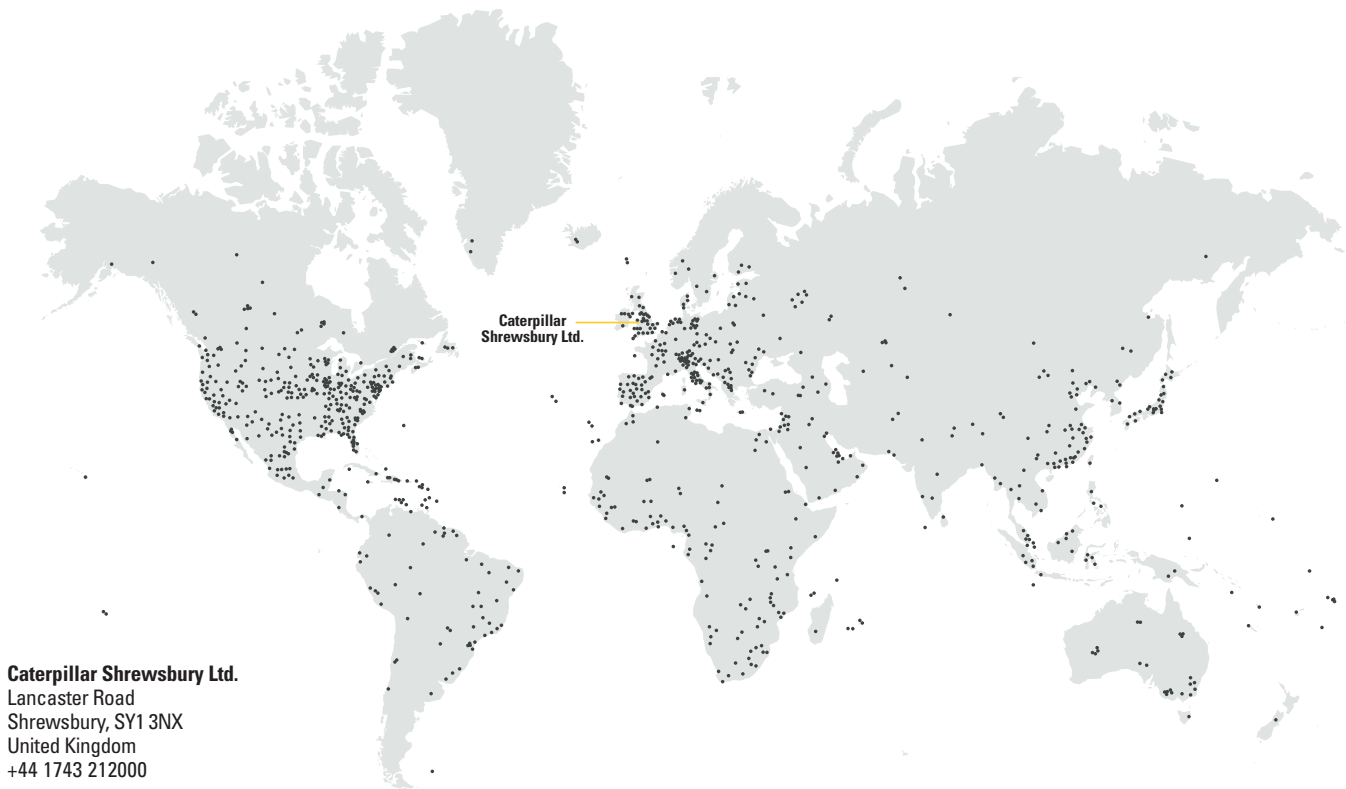 Caterpillar
Shrewsbury Ltd.
Caterpillar Shrewsbury Ltd.
Lancaster Road
Shrewsbury, SY1 3NX
United Kingdom
+44 1743 212000